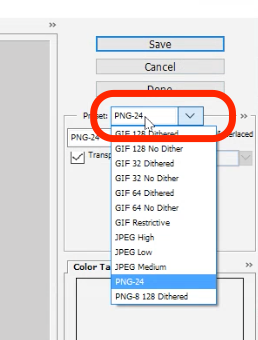 >>
Save
Cancel
Done
Preset: PNG-24 >>
PNG-24
GIF 128 Dithered
GIF 128 No Dither
Transp
GIF 32 Dithered
GIF 32 No Dither
GIF 64 Dithered
GIF 64 No Dither
GIF Restrictive
JPEG High
JPEG Low
JPEG Medium
Color Ta >>
PNG-24
PNG-8 128 Dithered